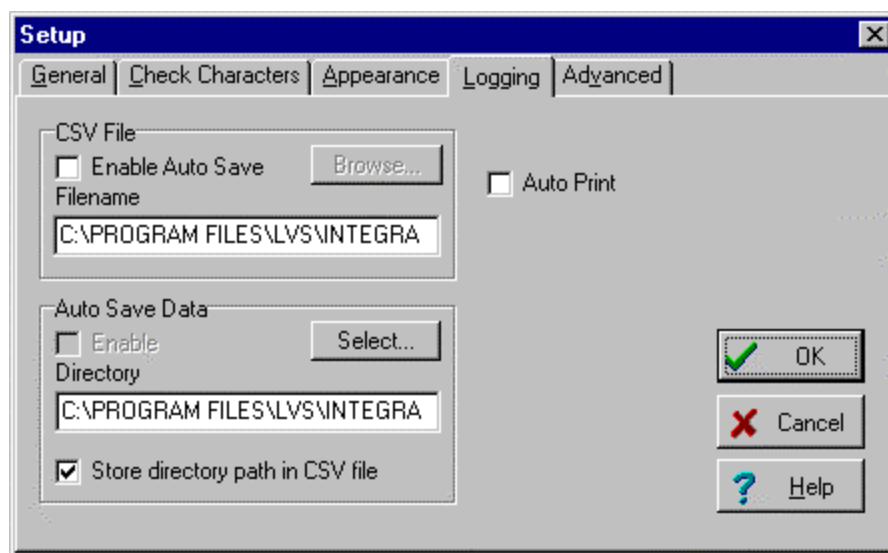 Setup
General Check Characters Appearance Logging Advanced
CSV File
Enable Auto Save Browse...
Filename
C:\PROGRAM FILES\LVS\INTEGRA
Auto Print
Auto Save Data
Enable Select...
Directory
C:\PROGRAM FILES\LVS\INTEGRA
Store directory path in CSV file
OK
Cancel
Help